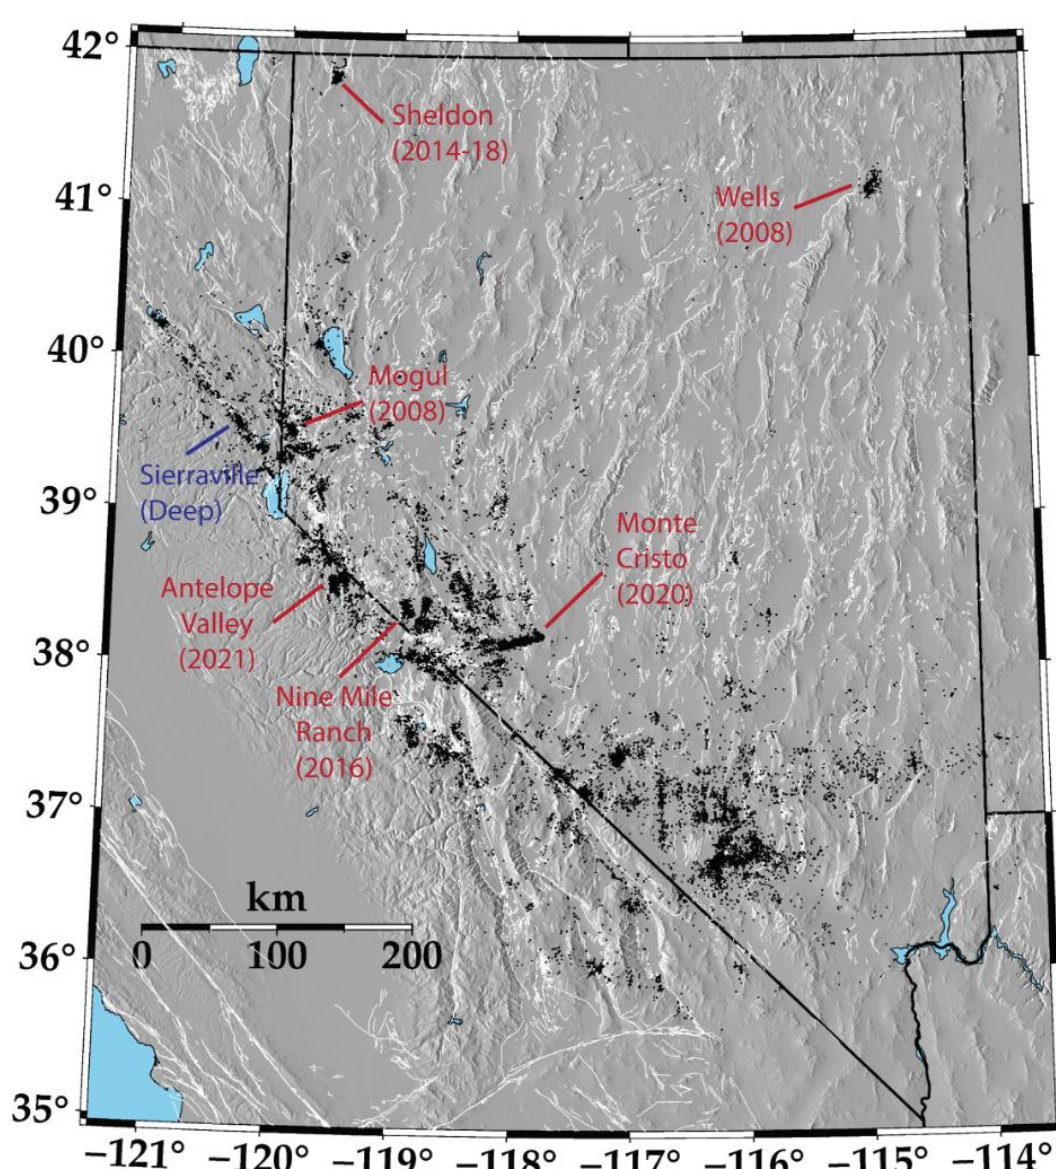 42°
Sheldon
(2014-18)
41°
Wells
(2008)
40°
Mogul
(2008)
Sierraville
(Deep)
39°
Monte
Cristo
(2020)
Antelope
Valley
(2021)
38°
Nine Mile
Ranch
(2016)
37°
km
0 100 200
36°
35°
−121° −120° −119° −118° −117° −116° −115° −114°